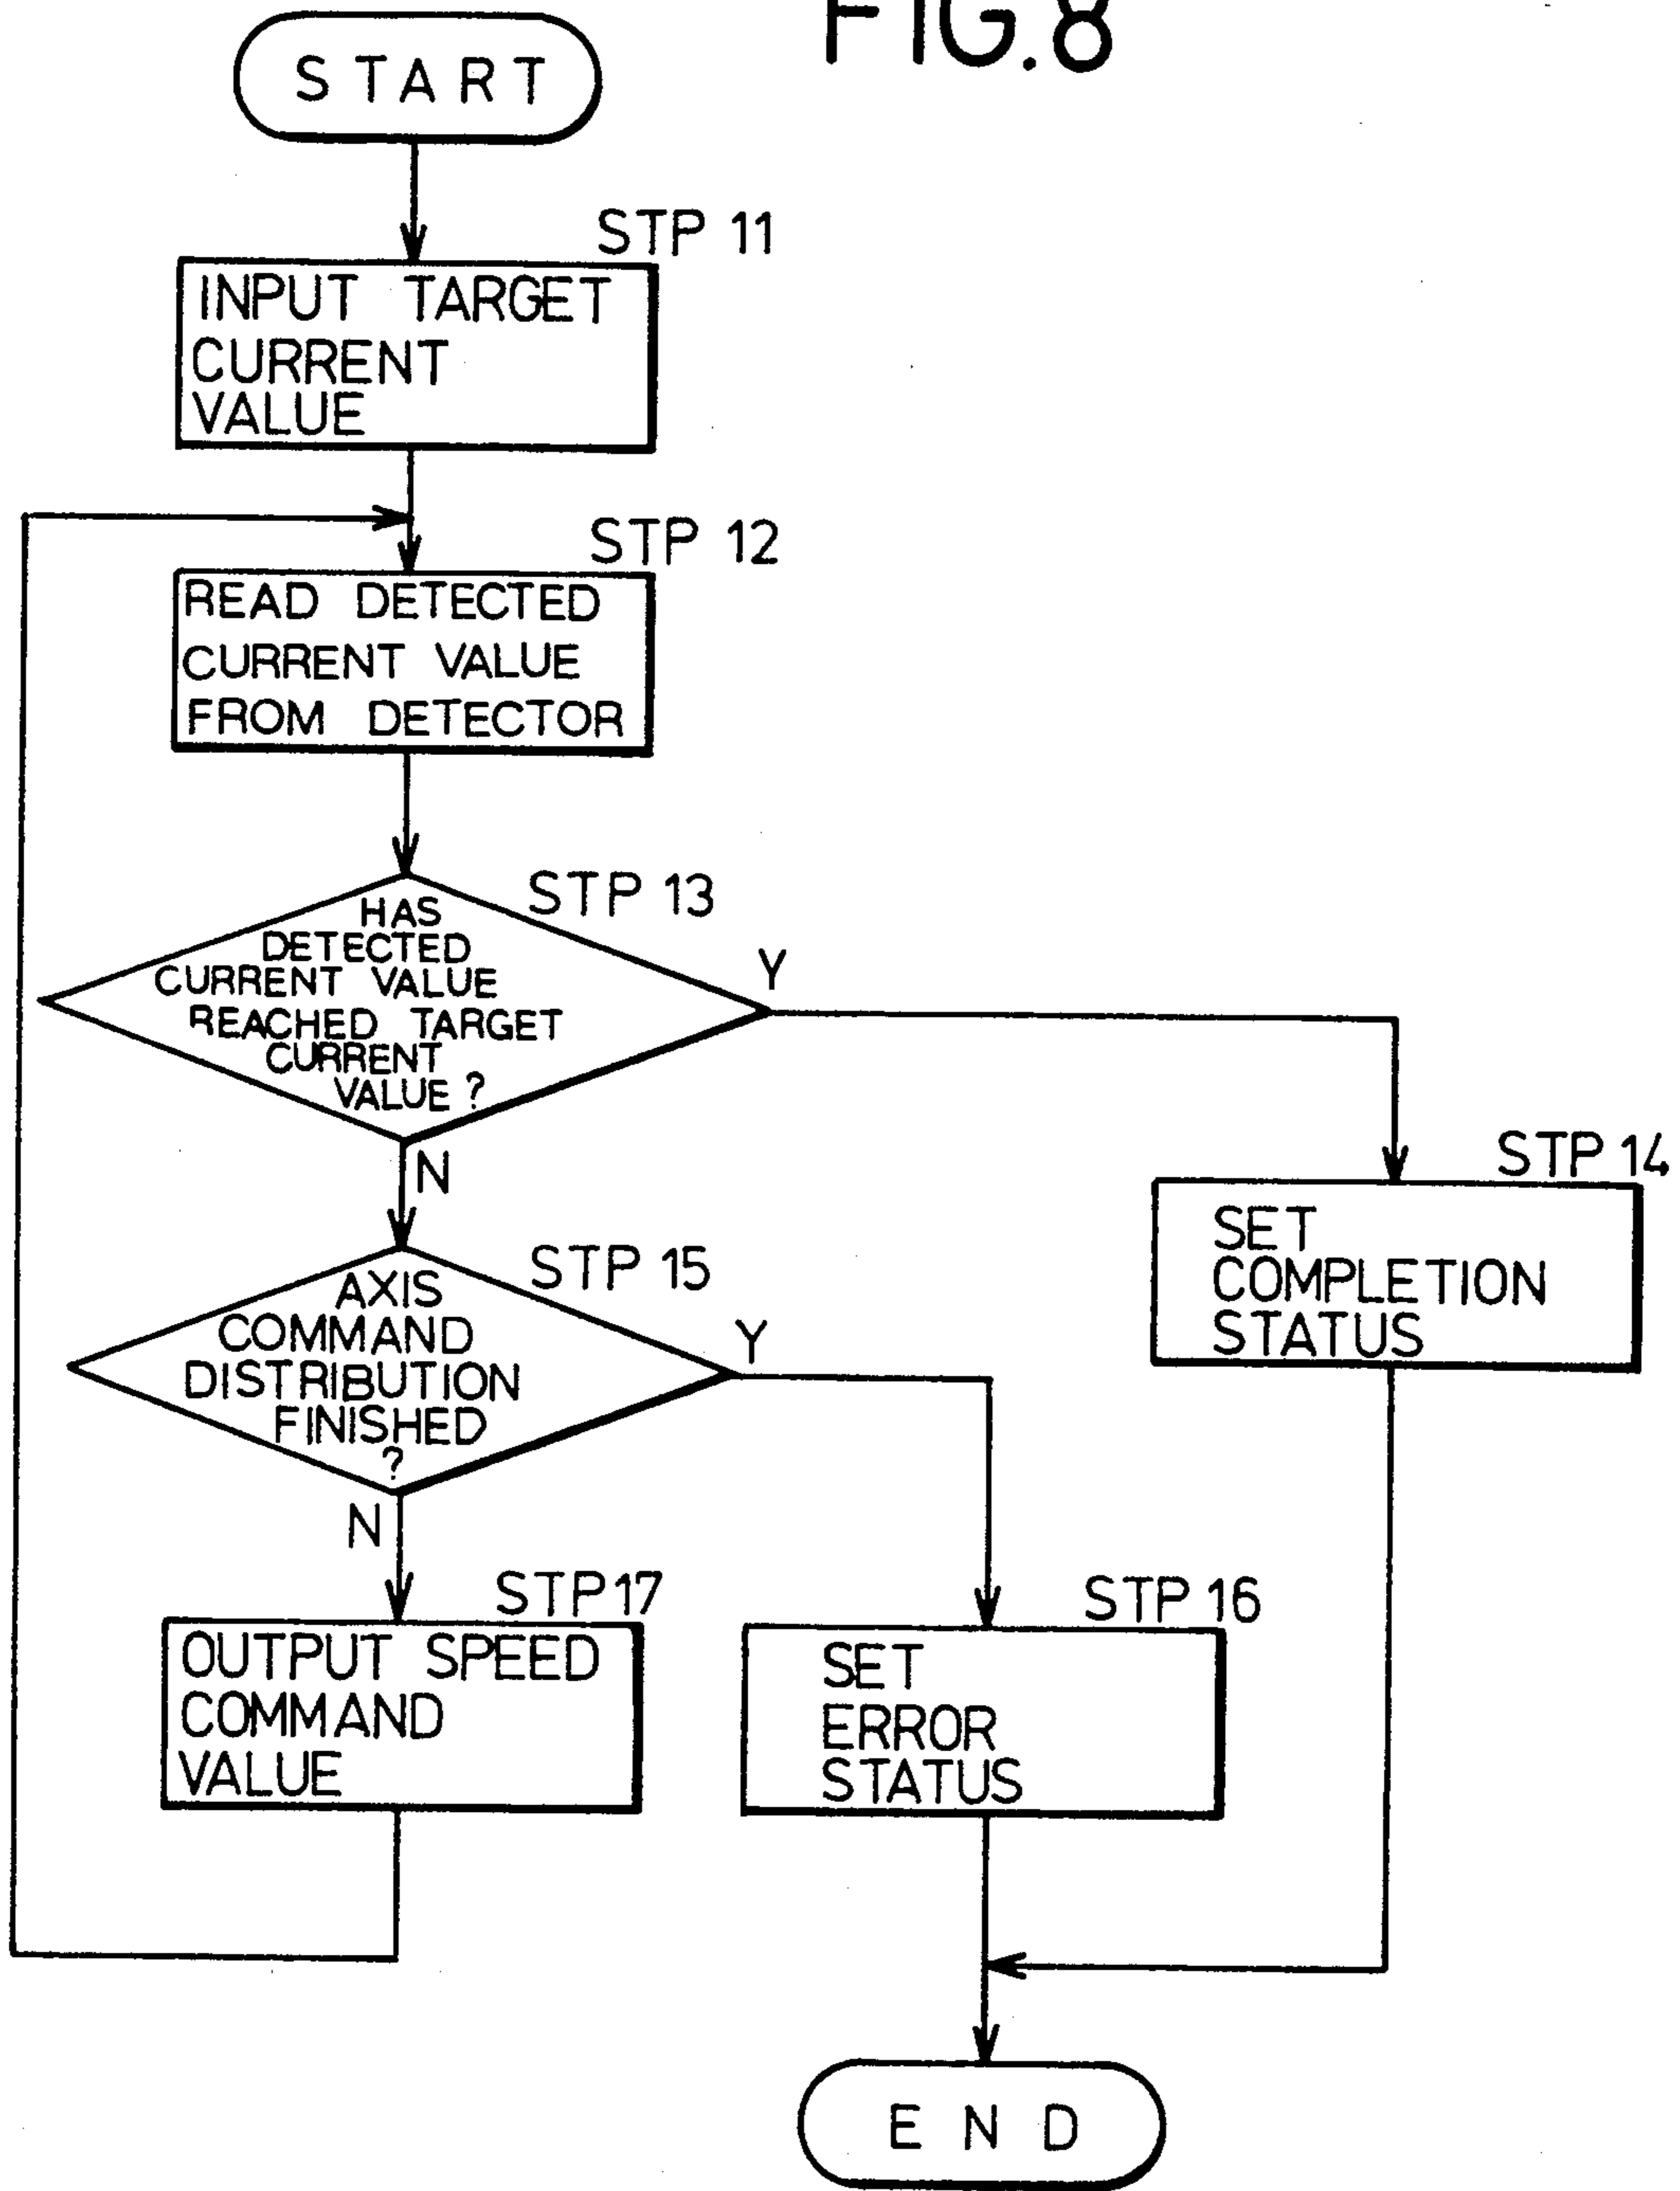 FIG.8
START
STP 11
INPUT TARGET
CURRENT
VALUE
STP 12
READ DETECTED
CURRENT VALUE
FROM DETECTOR
STP 13
HAS
DETECTED
CURRENT VALUE
REACHED TARGET
CURRENT
VALUE ?
Y
N
STP 14
SET
COMPLETION
STATUS
STP 15
AXIS
COMMAND
DISTRIBUTION
FINISHED
?
Y
N
STP 17
OUTPUT SPEED
COMMAND
VALUE
STP 16
SET
ERROR
STATUS
END